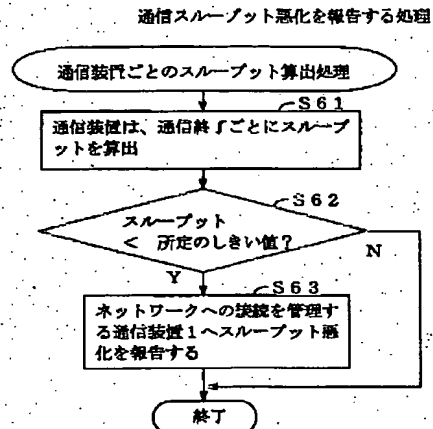 通信スループット悪化を報告する処理
通信装置ごとのスループット算出処理
S61
通信装置は、通信終了ごとにスループ
ットを算出
S62
スループット
< 所定のしきい値?
N
Y
S63
ネットワークへの接続を管理す
る通信装置1へスループット悪
化を報告する
終了